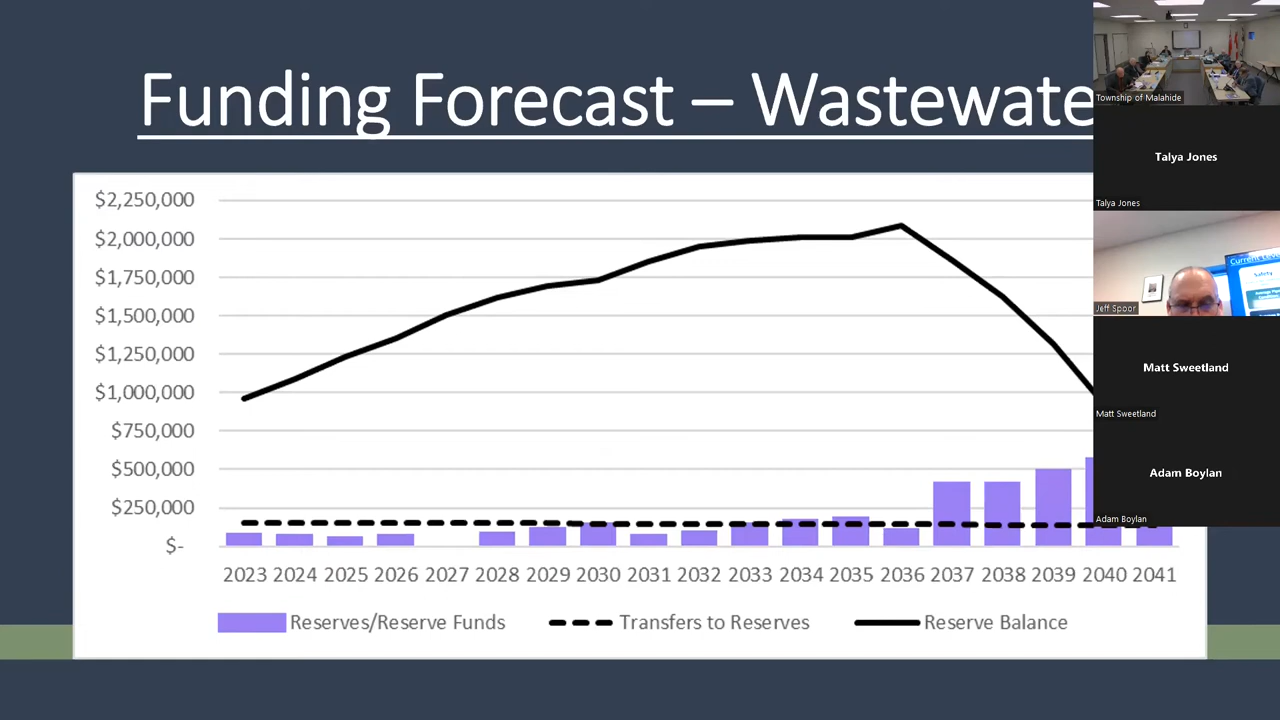 Funding Forecast – Wastewate
$2,250,000
$2,000,000
$1,750,000
$1,500,000
$1,250,000
$1,000,000
$750,000
$500,000
$250,000
$-
2023 2024 2025 2026 2027 2028 2029 2030 2031 2032 2033 2034 2035 2036 2037 2038 2039 2040 2041
Reserves/Reserve Funds Transfers to Reserves Reserve Balance
Township of Malahide
Talya Jones
Talya Jones
Current Leve
Safety
Jeff Spoor
Matt Sweetland
Matt Sweetland
Adam Boylan
Adam Boylan